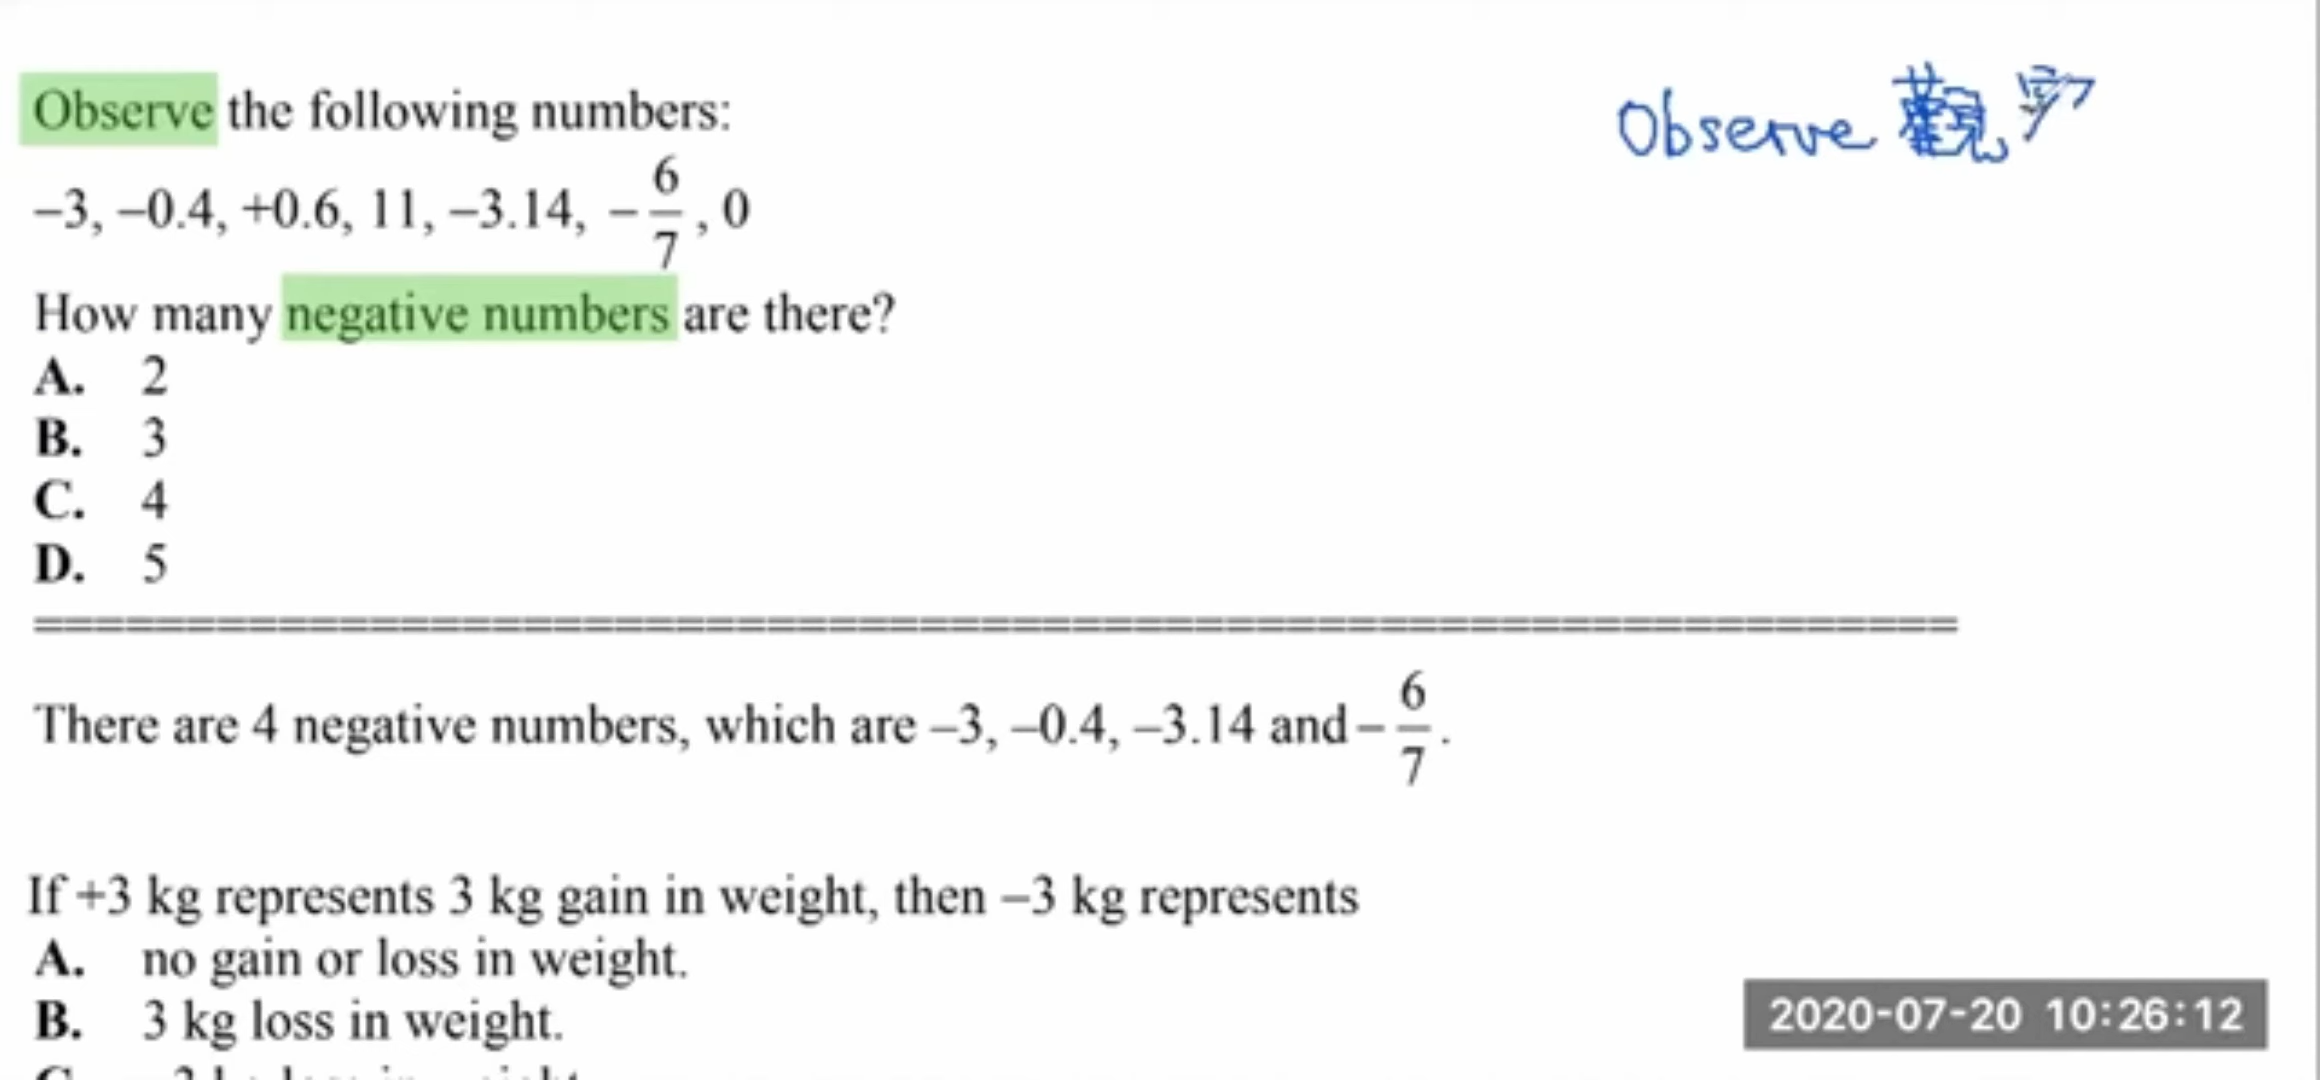 Observe the following numbers:
Observe 觀
–3, –0.4, +0.6, 11, –3.14, –6/7, 0
How many negative numbers are there?
A. 2
B. 3
C. 4
D. 5
There are 4 negative numbers, which are –3, –0.4, –3.14 and –6/7.
If +3 kg represents 3 kg gain in weight, then –3 kg represents
A. no gain or loss in weight.
B. 3 kg loss in weight.
2020-07-20 10:26:12